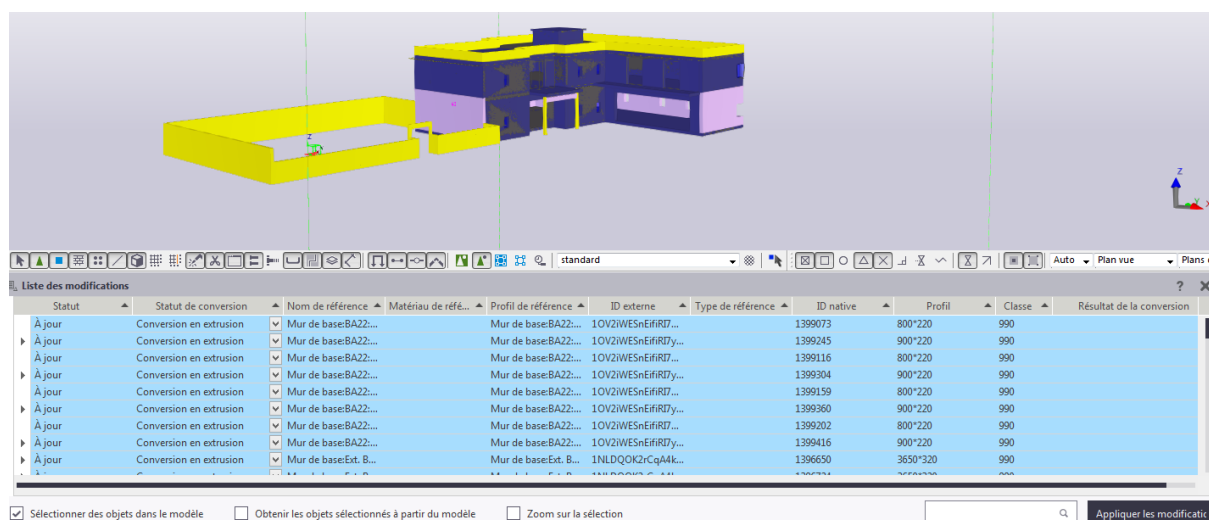 z
Z
x
standard
Auto
Plan vue
Plans
Liste des modifications
?
Statut Statut de conversion Nom de référence Matériau de réfé... Profil de référence ID externe Type de référence ID native Profil Classe Résultat de la conversion
À jour Conversion en extrusion Mur de base:BA22:... Mur de base:BA22:... 1OV2iWESnEifiRI7... 1399073 800*220 990
À jour Conversion en extrusion Mur de base:BA22:... Mur de base:BA22:... 1OV2iWESnEifiRI7y... 1399245 900*220 990
À jour Conversion en extrusion Mur de base:BA22:... Mur de base:BA22:... 1OV2iWESnEifiRI7... 1399116 800*220 990
À jour Conversion en extrusion Mur de base:BA22:... Mur de base:BA22:... 1OV2iWESnEifiRI7y... 1399304 900*220 990
À jour Conversion en extrusion Mur de base:BA22:... Mur de base:BA22:... 1OV2iWESnEifiRI7... 1399159 800*220 990
À jour Conversion en extrusion Mur de base:BA22:... Mur de base:BA22:... 1OV2iWESnEifiRI7y... 1399360 900*220 990
À jour Conversion en extrusion Mur de base:BA22:... Mur de base:BA22:... 1OV2iWESnEifiRI7... 1399202 800*220 990
À jour Conversion en extrusion Mur de base:BA22:... Mur de base:BA22:... 1OV2iWESnEifiRI7y... 1399416 900*220 990
À jour Conversion en extrusion Mur de base:Ext. B... Mur de base:Ext. B... 1NLDQOK2rCqA4k... 1396650 3650*320 990
Sélectionner des objets dans le modèle Obtenir les objets sélectionnés à partir du modèle Zoom sur la sélection Appliquer les modificatio